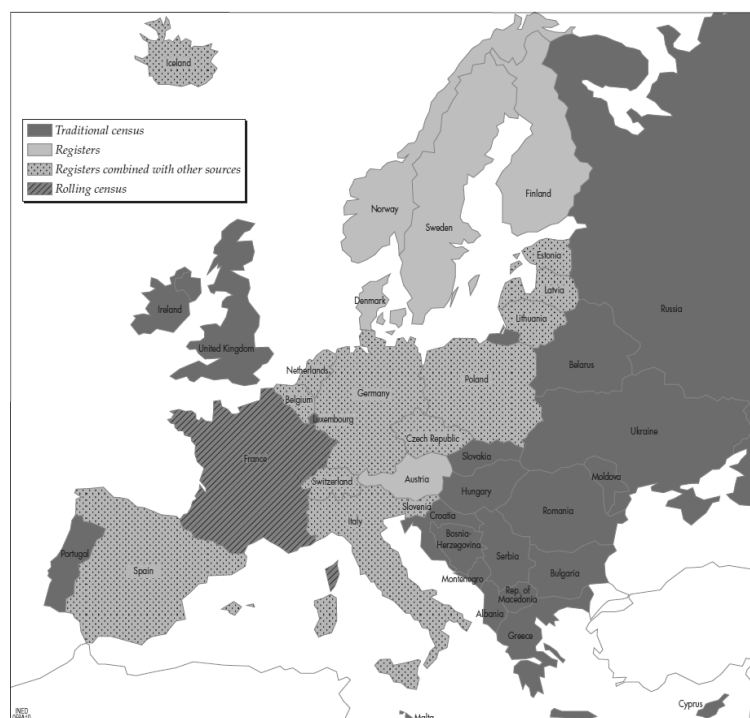 Iceland
Traditional census
Registers
Registers combined with other sources
Rolling census
Finland
Norway
Sweden
Estonia
Denmark
Latvia
Ireland
Russia
Lithuania
United Kingdom
Belarus
Netherlands
Poland
Germany
Belgium
Luxembourg
Ukraine
Czech Republic
Slovakia
France
Moldova
Switzerland
Austria
Hungary
Slovenia
Romania
Croatia
Italy
Bosnia-
Herzegovina
Portugal
Serbia
Spain
Bulgaria
Montenegro
Rep. of
Macedonia
Albania
Greece
Cyprus
INED
Malta